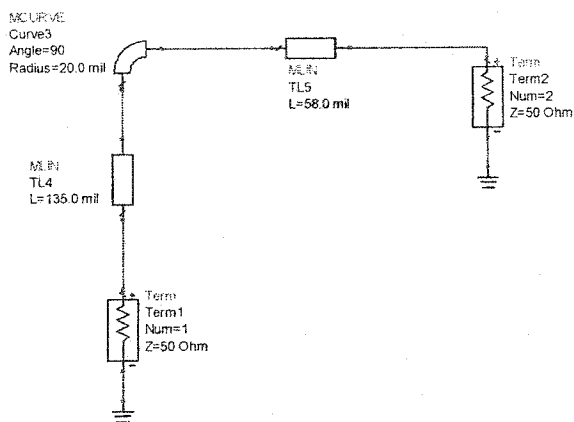 MCURVE
Curve3
Angle=90
Radius=20.0 mil
MLIN
TL5
L=58.0 mil
Term
Term2
Num=2
Z=50 Ohm
MLIN
TL4
L=135.0 mil
Term
Term1
Num=1
Z=50 Ohm